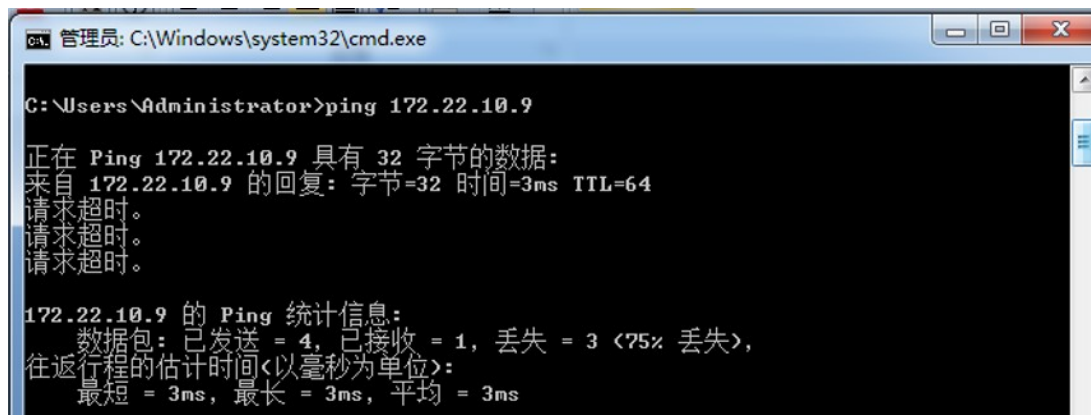 管理员: C:\Windows\system32\cmd.exe
C:\Users\Administrator>ping 172.22.10.9
正在 Ping 172.22.10.9 具有 32 字节的数据:
来自 172.22.10.9 的回复: 字节=32 时间=3ms TTL=64
请求超时。
请求超时。
请求超时。
172.22.10.9 的 Ping 统计信息:
数据包: 已发送 = 4, 已接收 = 1, 丢失 = 3 (75% 丢失),
往返行程的估计时间(以毫秒为单位):
最短 = 3ms, 最长 = 3ms, 平均 = 3ms